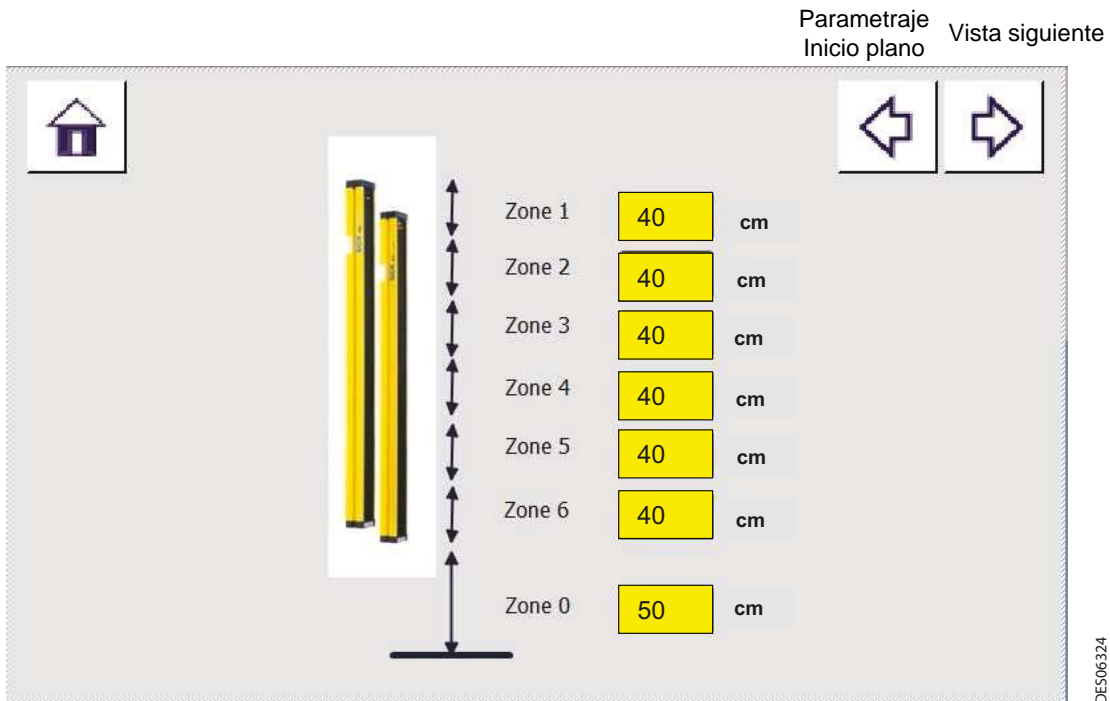 Parametraje
Inicio plano
Vista siguiente
Zone 1 40 cm
Zone 2 40 cm
Zone 3 40 cm
Zone 4 40 cm
Zone 5 40 cm
Zone 6 40 cm
Zone 0 50 cm
DES06324